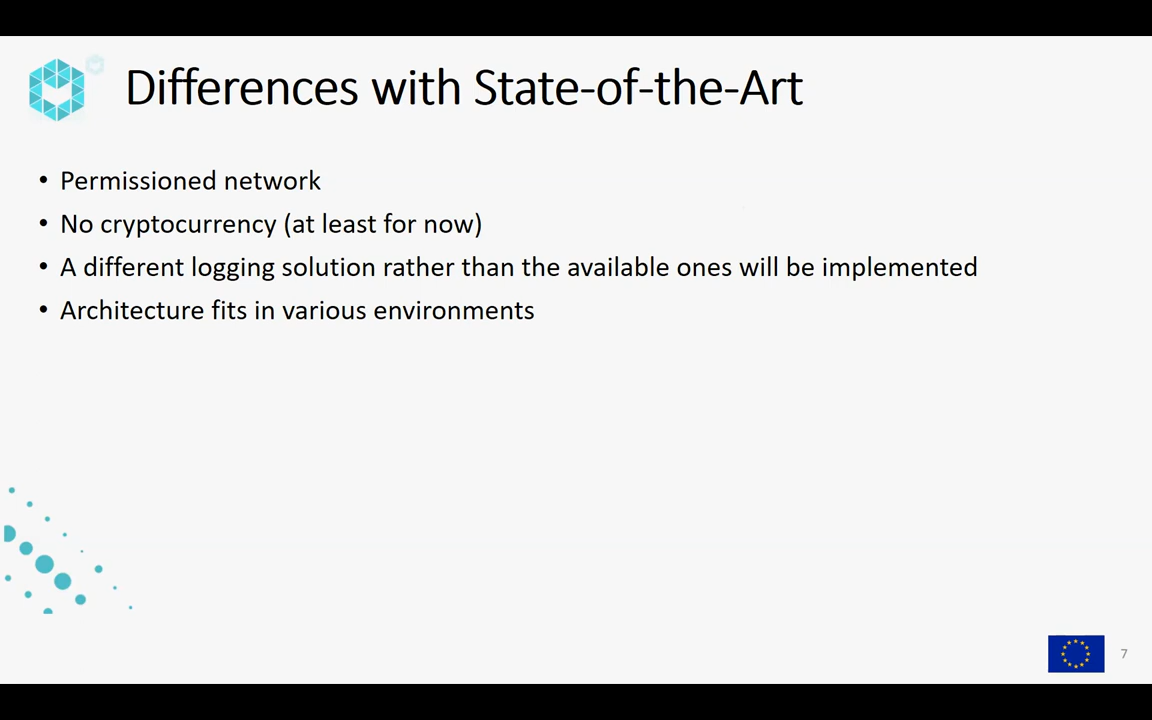 Differences with State-of-the-Art
• Permissioned network
• No cryptocurrency (at least for now)
• A different logging solution rather than the available ones will be implemented
• Architecture fits in various environments
7